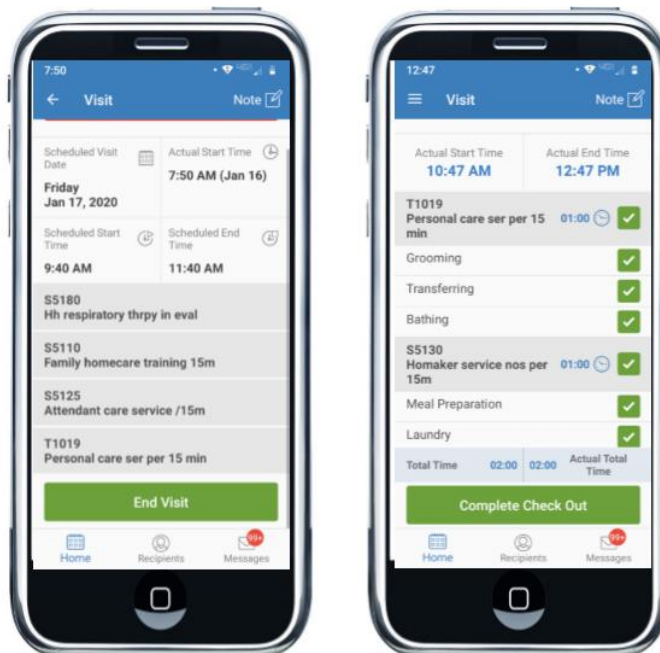 7:50
Visit
Note
Scheduled Visit
Date
Friday
Jan 17, 2020
Actual Start Time
7:50 AM (Jan 16)
Scheduled Start
Time
9:40 AM
Scheduled End
Time
11:40 AM
S5180
Hh respiratory thrpy in eval
S5110
Family homecare training 15m
S5125
Attendant care service /15m
T1019
Personal care ser per 15 min
End Visit
Home
Recipients
99+
Messages
12:47
Visit
Note
Actual Start Time
10:47 AM
Actual End Time
12:47 PM
T1019
Personal care ser per 15
min
01:00
Grooming
Transferring
Bathing
S5130
Homaker service nos per
15m
01:00
Meal Preparation
Laundry
Total Time 02:00 02:00 Actual Total
Time
Complete Check Out
Home
Recipients
99+
Messages